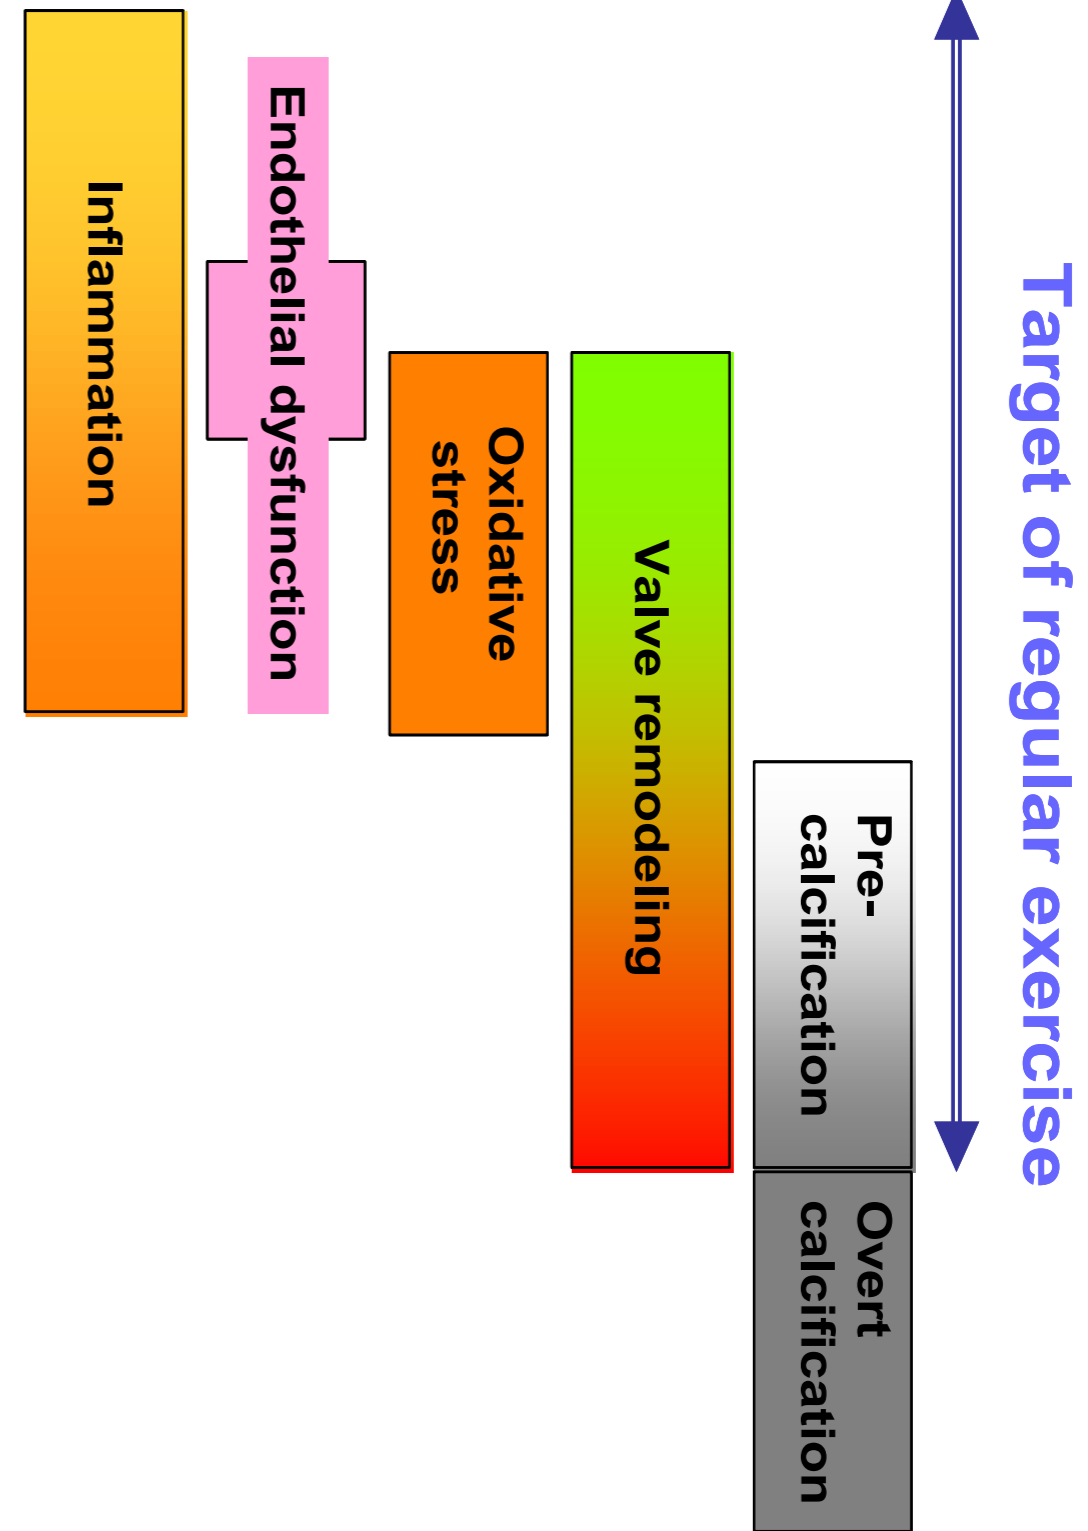 Target of regular exercise
Pre-
calcification
Overt
calcification
Valve remodeling
Oxidative
stress
Endothelial dysfunction
Inflammation